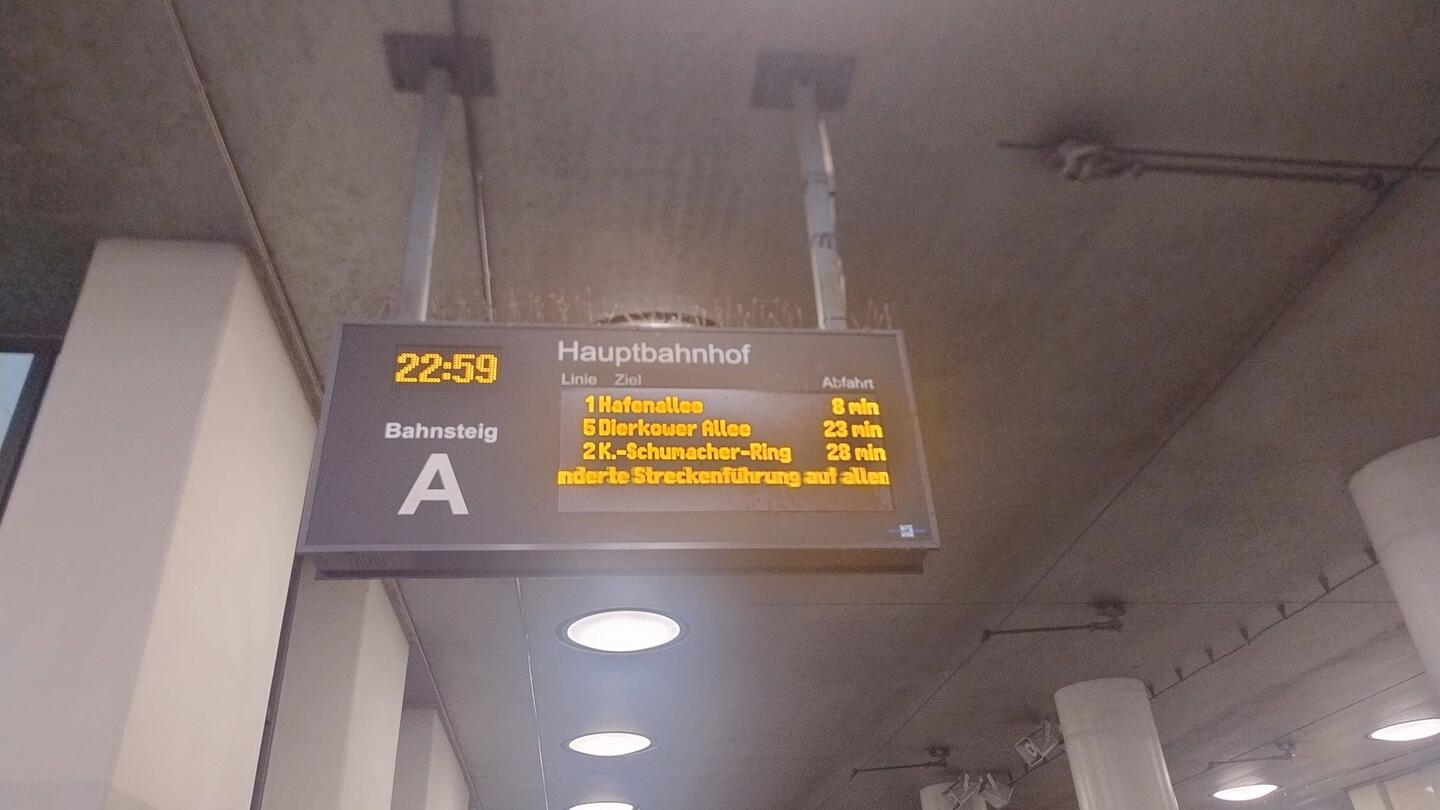 22:59
Bahnsteig
A
Hauptbahnhof
Linie Ziel Abfahrt
1 Hafenallee 8 min
5 Dierkower Allee 23 min
2 K.-Schumacher-Ring 28 min
nderte Streckenführung auf allen